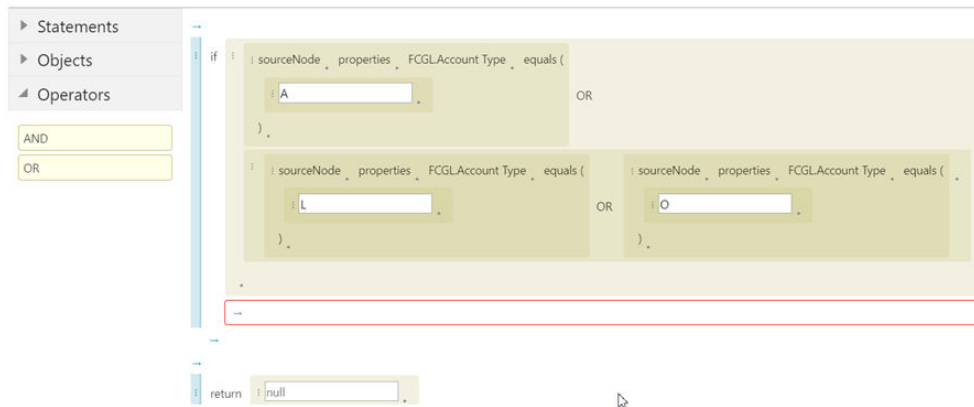 Statements
Objects
Operators
AND
OR
if sourceNode . properties . FCGL.Account Type . equals (
A . OR
) .
sourceNode . properties . FCGL.Account Type . equals ( sourceNode . properties . FCGL.Account Type . equals ( .
L . OR O .
) . ) .
.
return null .